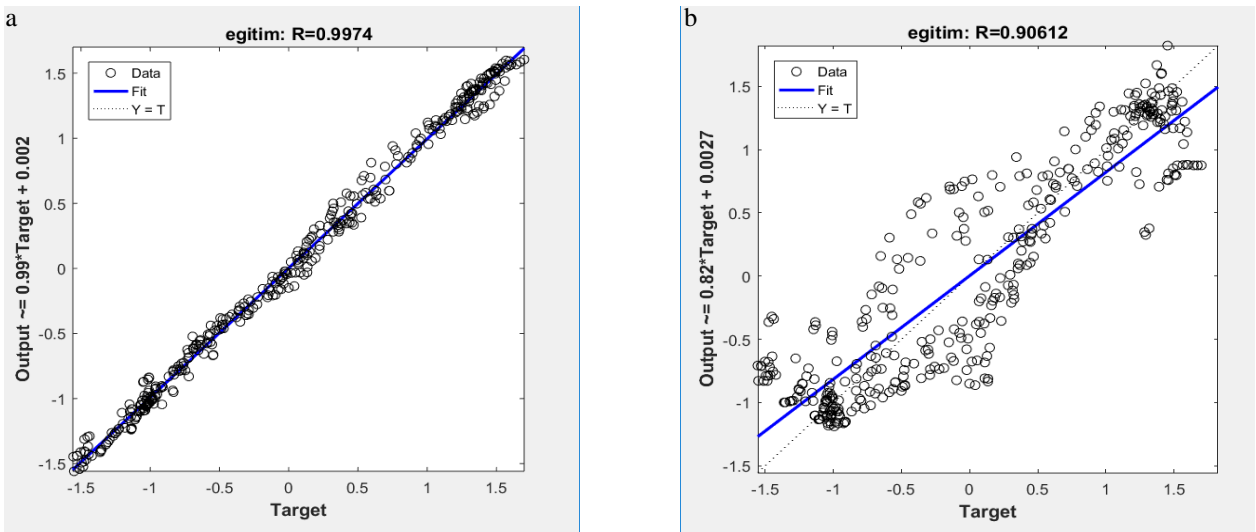 a
egitim: R=0.9974
Data
Fit
Y = T
Output ~= 0.99*Target + 0.002
1.5
1
0.5
0
-0.5
-1
-1.5
-1.5
-1
-0.5
0
0.5
1
1.5
Target
b
egitim: R=0.90612
Data
Fit
Y = T
Output ~= 0.82*Target + 0.0027
1.5
1
0.5
0
-0.5
-1
-1.5
-1.5
-1
-0.5
0
0.5
1
1.5
Target